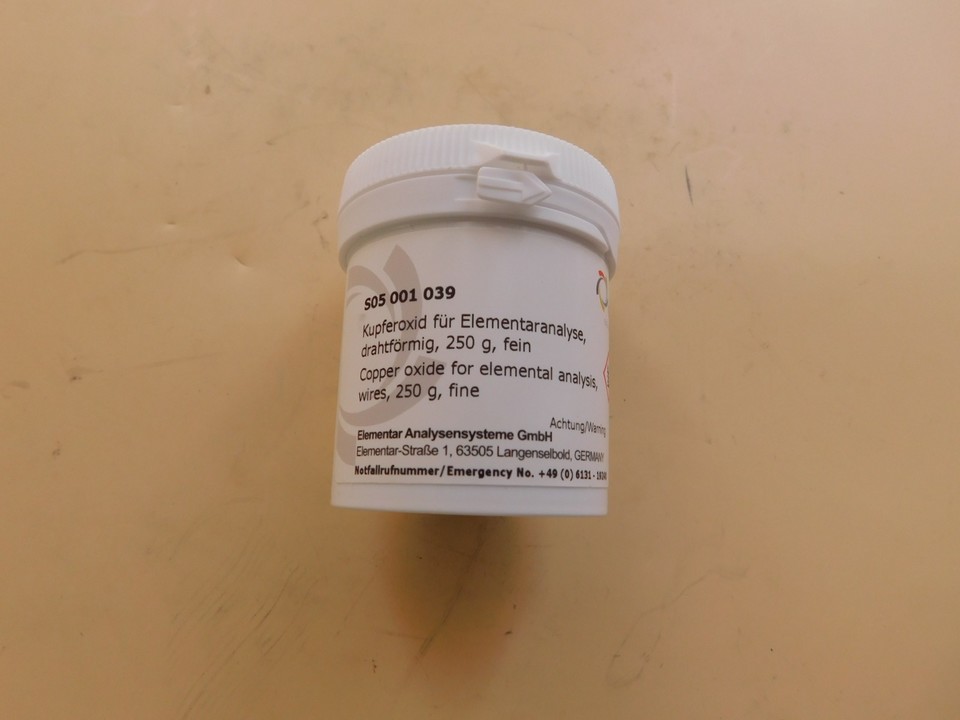 S05 001 039
Kupferoxid für Elementaranalyse,
drahtförmig, 250 g, fein
Copper oxide for elemental analysis,
wires, 250 g, fine
Achtung/Warning
Elementar Analysensysteme GmbH
Elementar-Straße 1, 63505 Langenselbold, GERMANY
Notfallrufnummer/Emergency No. +49 (0) 6131 -